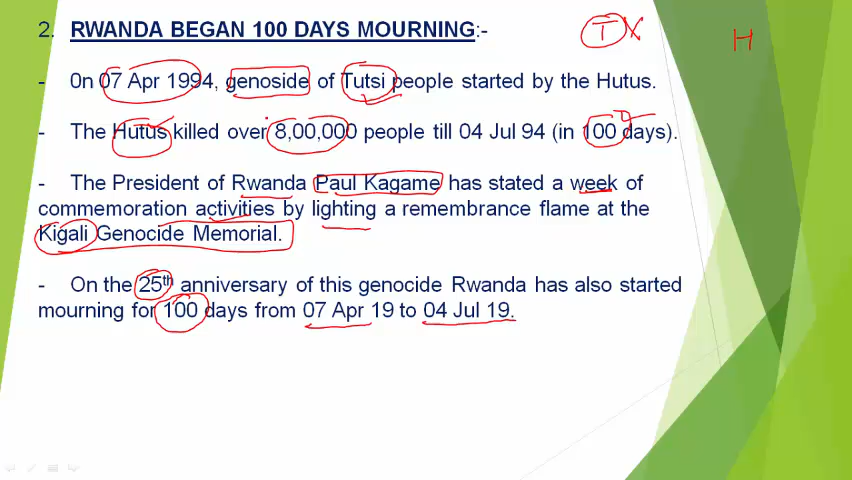 2. RWANDA BEGAN 100 DAYS MOURNING:-
T X
H
- 0n 07 Apr 1994, genoside of Tutsi people started by the Hutus.
- The Hutus killed over 8,00,000 people till 04 Jul 94 (in 100 days).
- The President of Rwanda Paul Kagame has stated a week of
commemoration activities by lighting a remembrance flame at the
Kigali Genocide Memorial.
- On the 25th anniversary of this genocide Rwanda has also started
mourning for 100 days from 07 Apr 19 to 04 Jul 19.